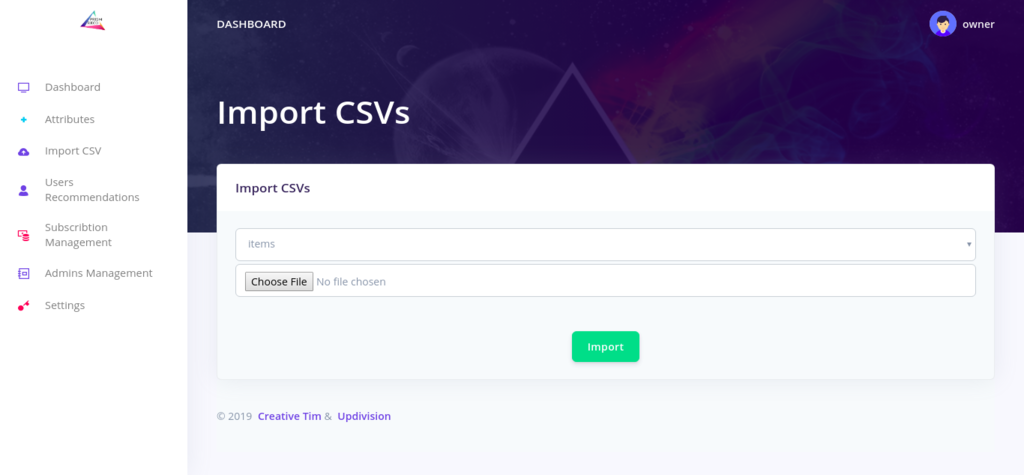 DASHBOARD
owner
Dashboard
Attributes
Import CSV
Users
Recommendations
Subscribtion
Management
Admins Management
Settings
Import CSVs
Import CSVs
items
Choose File No file chosen
Import
© 2019 Creative Tim & Updivision